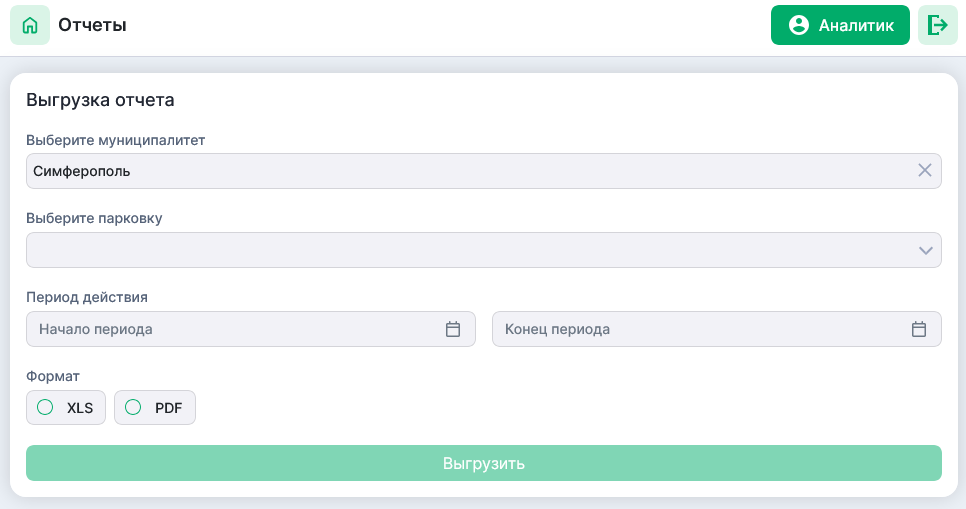 Отчеты
Аналитик
Выгрузка отчета
Выберите муниципалитет
Симферополь
Выберите парковку
Период действия
Начало периода
Конец периода
Формат
XLS
PDF
Выгрузить